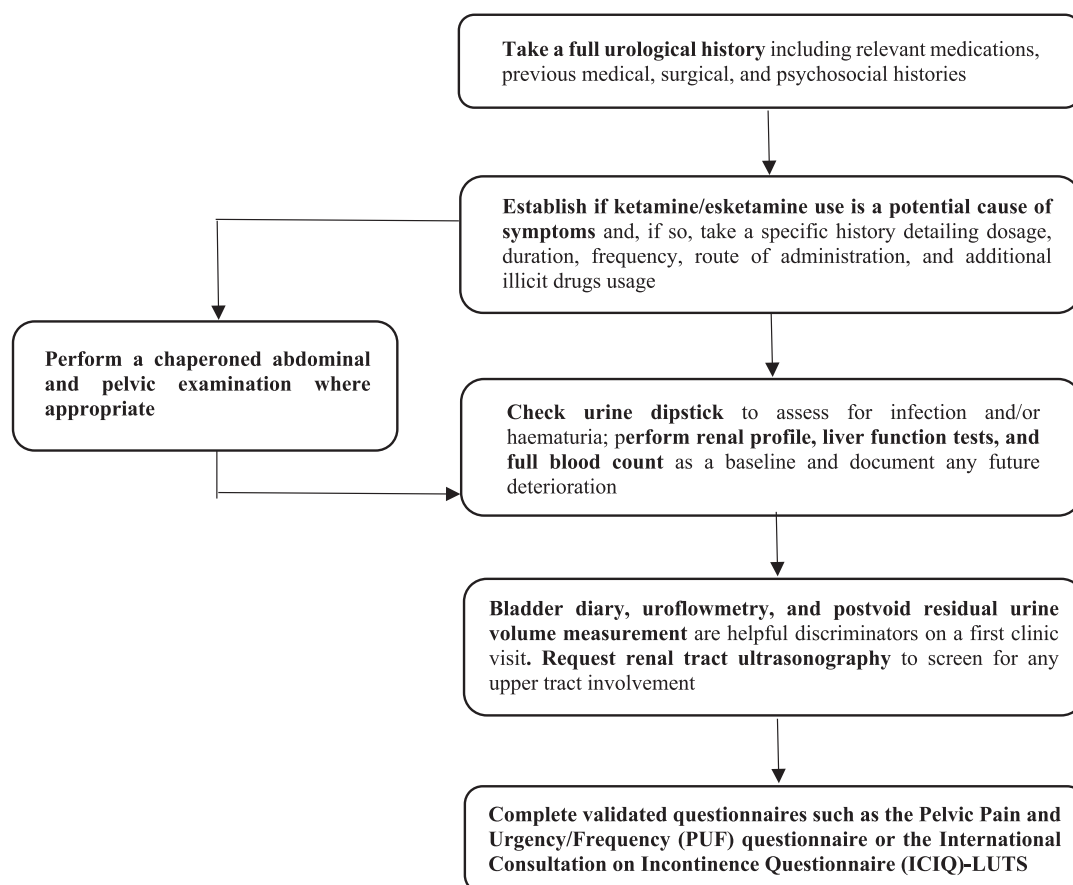 Take a full urological history including relevant medications,
previous medical, surgical, and psychosocial histories
Establish if ketamine/esketamine use is a potential cause of
symptoms and, if so, take a specific history detailing dosage,
duration, frequency, route of administration, and additional
illicit drugs usage
Perform a chaperoned abdominal
and pelvic examination where
appropriate
Check urine dipstick to assess for infection and/or
haematuria; perform renal profile, liver function tests, and
full blood count as a baseline and document any future
deterioration
Bladder diary, uroflowmetry, and postvoid residual urine
volume measurement are helpful discriminators on a first clinic
visit. Request renal tract ultrasonography to screen for any
upper tract involvement
Complete validated questionnaires such as the Pelvic Pain and
Urgency/Frequency (PUF) questionnaire or the International
Consultation on Incontinence Questionnaire (ICIQ)-LUTS